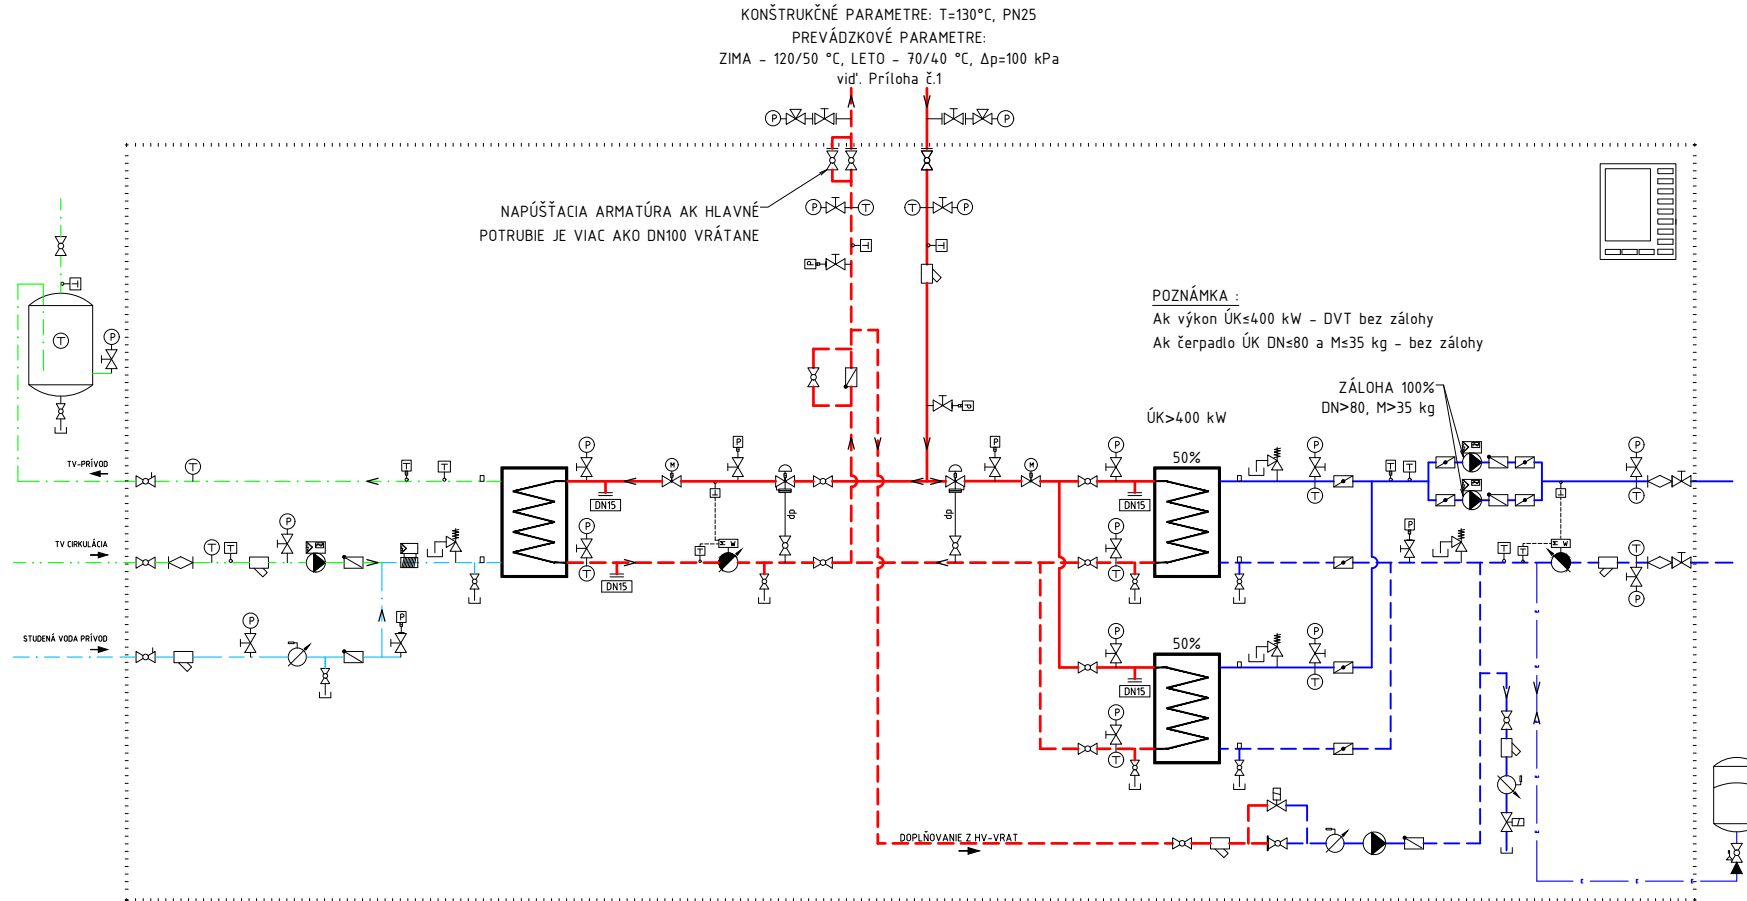 KONŠTRUKČNÉ PARAMETRE: T=130°C, PN25
PREVÁDZKOVÉ PARAMETRE:
ZIMA - 120/50 °C, LETO - 70/40 °C, Δp=100 kPa
viď. Príloha č.1
P
P
NAPÚŠŤACIA ARMATÚRA AK HLAVNÉ
POTRUBIE JE VIAC AKO DN100 VRÁTANE
P T
T P
T
T
P
T
T
P
P
POZNÁMKA :
Ak výkon ÚK≤400 kW - DVT bez zálohy
Ak čerpadlo ÚK DN≤80 a M≤35 kg - bez zálohy
ZÁLOHA 100%
DN>80, M>35 kg
ÚK>400 kW
TV-PRÍVOD
T
T
T
P
M
P
P
M
P
50%
P
T
T
T
P
T
DN15
dp
dp
DN15
TV CIRKULÁCIA
T
T
P
P
T
DN15
T
M W
P
T
P
T
T
M W
T
P
STUDENÁ VODA PRÍVOD
P
P
P
50%
P
T
DN15
P
T
DOPLŇOVANIE Z HV-VRAT
E
E
E
E
E